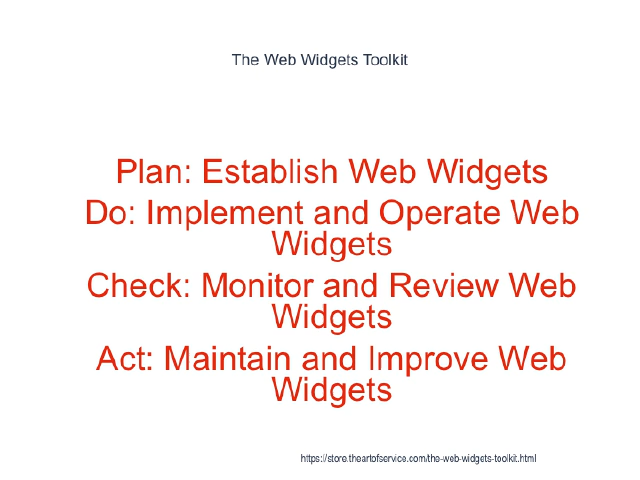 The Web Widgets Toolkit
Plan: Establish Web Widgets
Do: Implement and Operate Web
Widgets
Check: Monitor and Review Web
Widgets
Act: Maintain and Improve Web
Widgets
https://store.theartofservice.com/the-web-widgets-toolkit.html